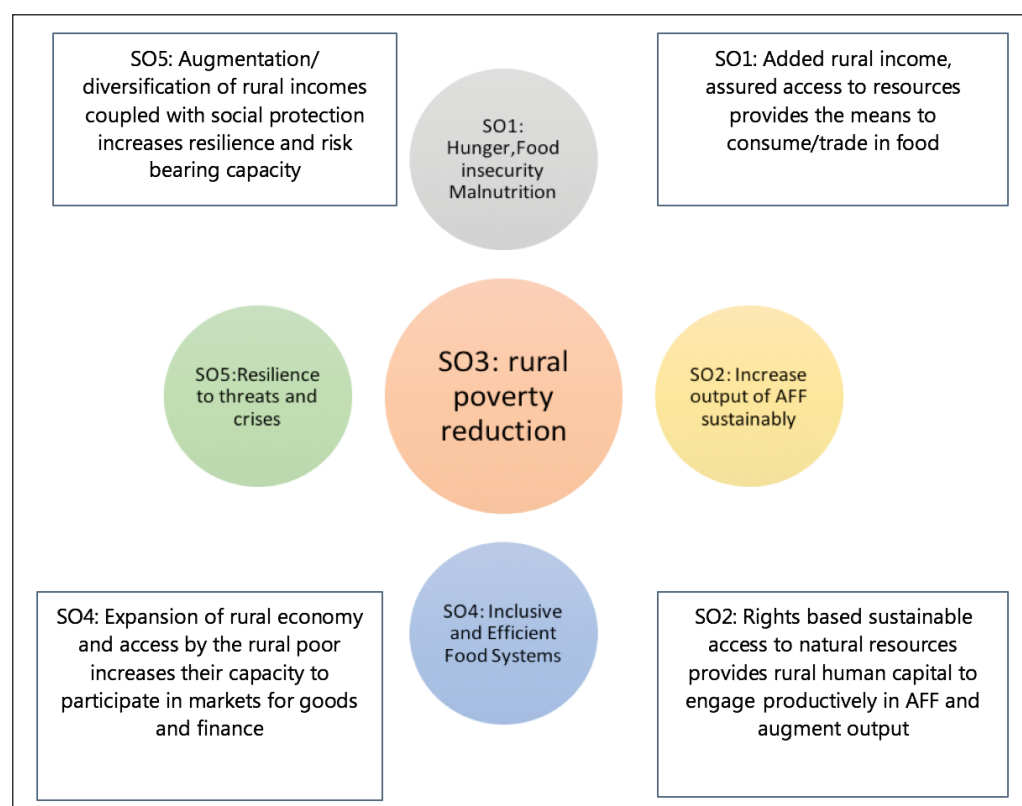 SO5: Augmentation/
diversification of rural incomes
coupled with social protection
increases resilience and risk
bearing capacity
SO1:
Hunger,Food
insecurity
Malnutrition
SO1: Added rural income,
assured access to resources
provides the means to
consume/trade in food
SO5:Resilience
to threats and
crises
SO3: rural
poverty
reduction
SO2: Increase
output of AFF
sustainably
SO4: Expansion of rural economy
and access by the rural poor
increases their capacity to
participate in markets for goods
and finance
SO4: Inclusive
and Efficient
Food Systems
SO2: Rights based sustainable
access to natural resources
provides rural human capital to
engage productively in AFF and
augment output